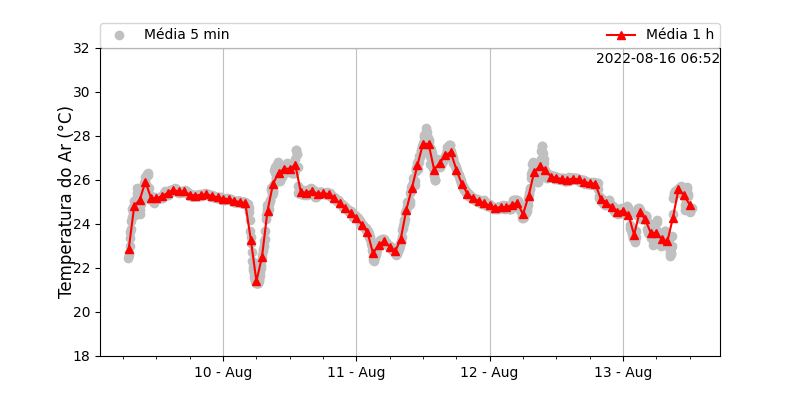 Média 5 min
Média 1 h
2022-08-16 06:52
Temperatura do Ar (°C)
32
30
28
26
24
22
20
18
10 - Aug
11 - Aug
12 - Aug
13 - Aug